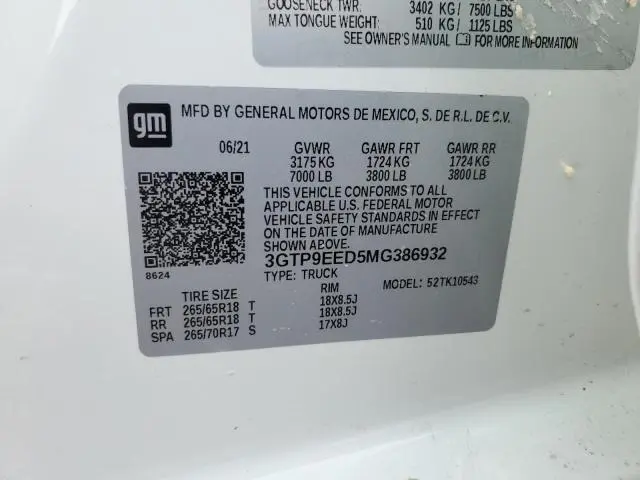 GOOSENECK TWR: 3402 KG / 7500 LBS
MAX TONGUE WEIGHT: 510 KG / 1125 LBS
SEE OWNER'S MANUAL FOR MORE INFORMATION
gm
MFD BY GENERAL MOTORS DE MEXICO, S. DE R.L. DE C.V.
06/21 GVWR GAWR FRT GAWR RR
3175 KG 1724 KG 1724 KG
7000 LB 3800 LB 3800 LB
THIS VEHICLE CONFORMS TO ALL
APPLICABLE U.S. FEDERAL MOTOR
VEHICLE SAFETY STANDARDS IN EFFECT
ON THE DATE OF MANUFACTURE
SHOWN ABOVE.
3GTP9EED5MG386932
8624
TYPE: TRUCK MODEL: 52TK10543
TIRE SIZE RIM
FRT 265/65R18 T 18X8.5J
RR 265/65R18 T 18X8.5J
SPA 265/70R17 S 17X8J